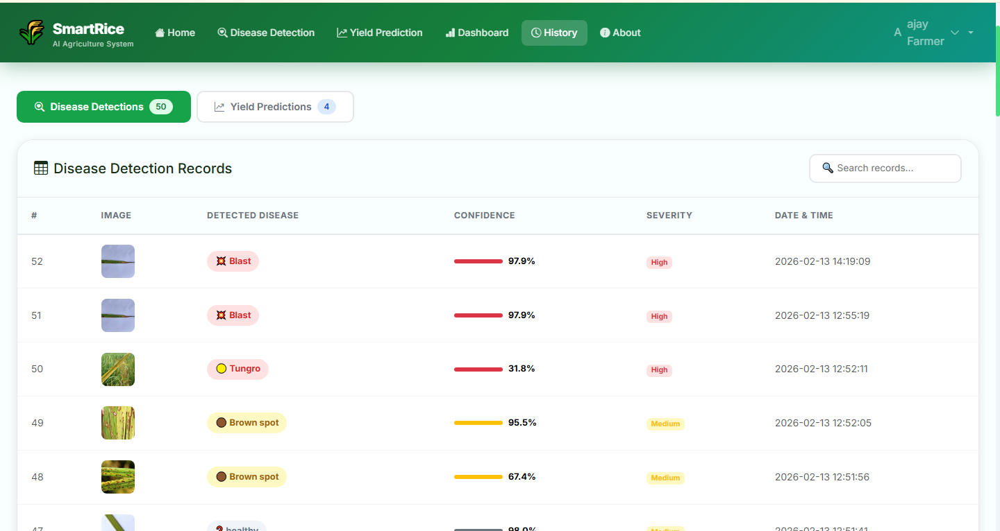 SmartRice
AI Agriculture System
Home
Disease Detection
Yield Prediction
Dashboard
History
About
A
ajay
Farmer
Disease Detections 50
Yield Predictions 4
Disease Detection Records
Search records...
# IMAGE DETECTED DISEASE CONFIDENCE SEVERITY DATE & TIME
52 Blast 97.9% High 2026-02-13 14:19:09
51 Blast 97.9% High 2026-02-13 12:55:19
50 Tungro 31.8% High 2026-02-13 12:52:11
49 Brown spot 95.5% Medium 2026-02-13 12:52:05
48 Brown spot 67.4% Medium 2026-02-13 12:51:56
47 healthy 98.0% Medium 2026-02-13 12:51:41